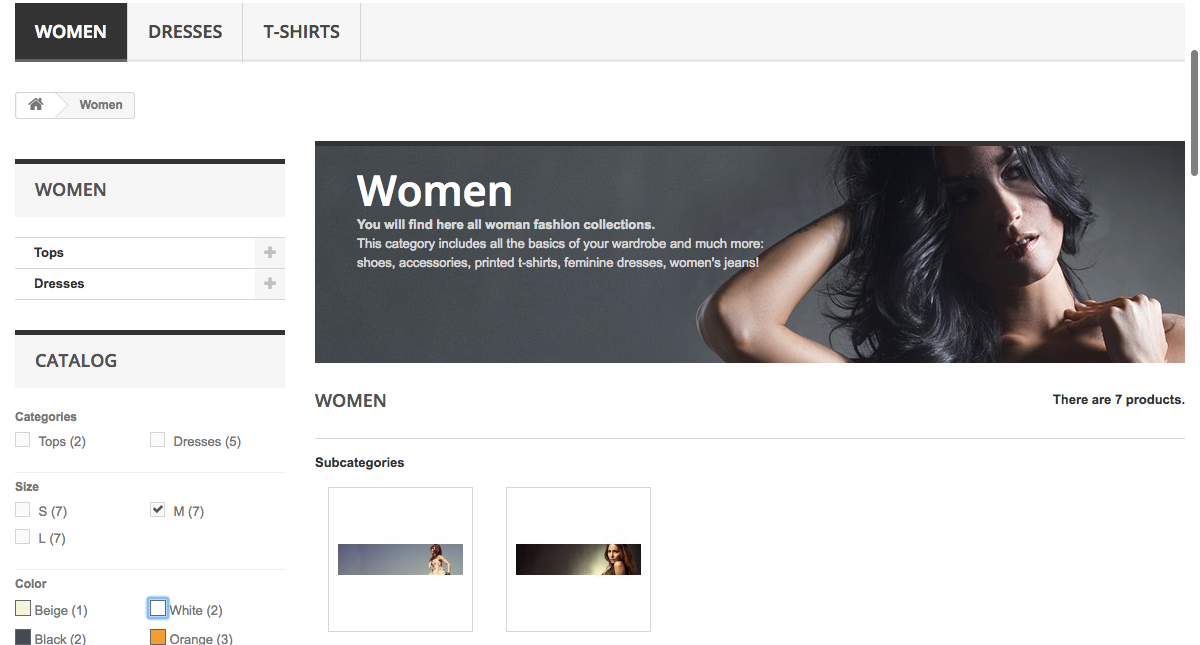 WOMEN DRESSES T-SHIRTS
Women
WOMEN
Tops
Dresses
CATALOG
Categories
Tops (2) Dresses (5)
Size
S (7) M (7)
L (7)
Color
Beige (1) White (2)
Black (2) Orange (3)
Women
You will find here all woman fashion collections.
This category includes all the basics of your wardrobe and much more:
shoes, accessories, printed t-shirts, feminine dresses, women's jeans!
WOMEN There are 7 products.
Subcategories